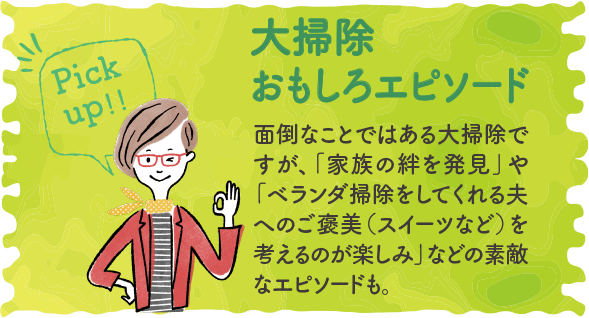 Pick
up!!
大掃除
おもしろエピソード
面倒なことではある大掃除で
すが、「家族の絆を発見」や
「ベランダ掃除をしてくれる夫
へのご褒美（スイーツなど）を
考えるのが楽しみ」などの素敵
なエピソードも。